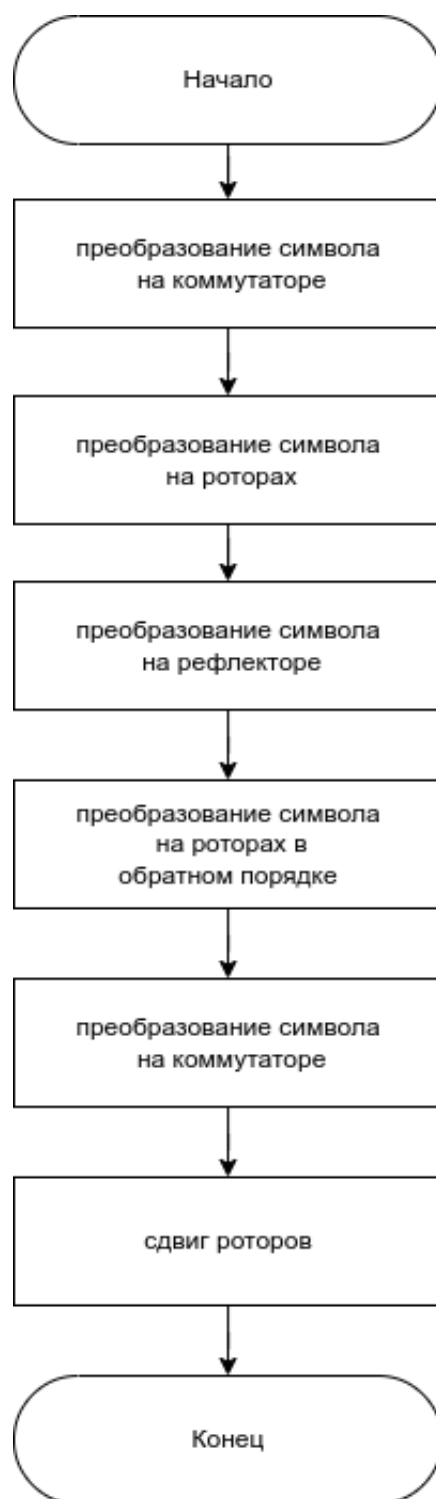 Начало
преобразование символа
на коммутаторе
преобразование символа
на роторах
преобразование символа
на рефлекторе
преобразование символа
на роторах в
обратном порядке
преобразование символа
на коммутаторе
сдвиг роторов
Конец